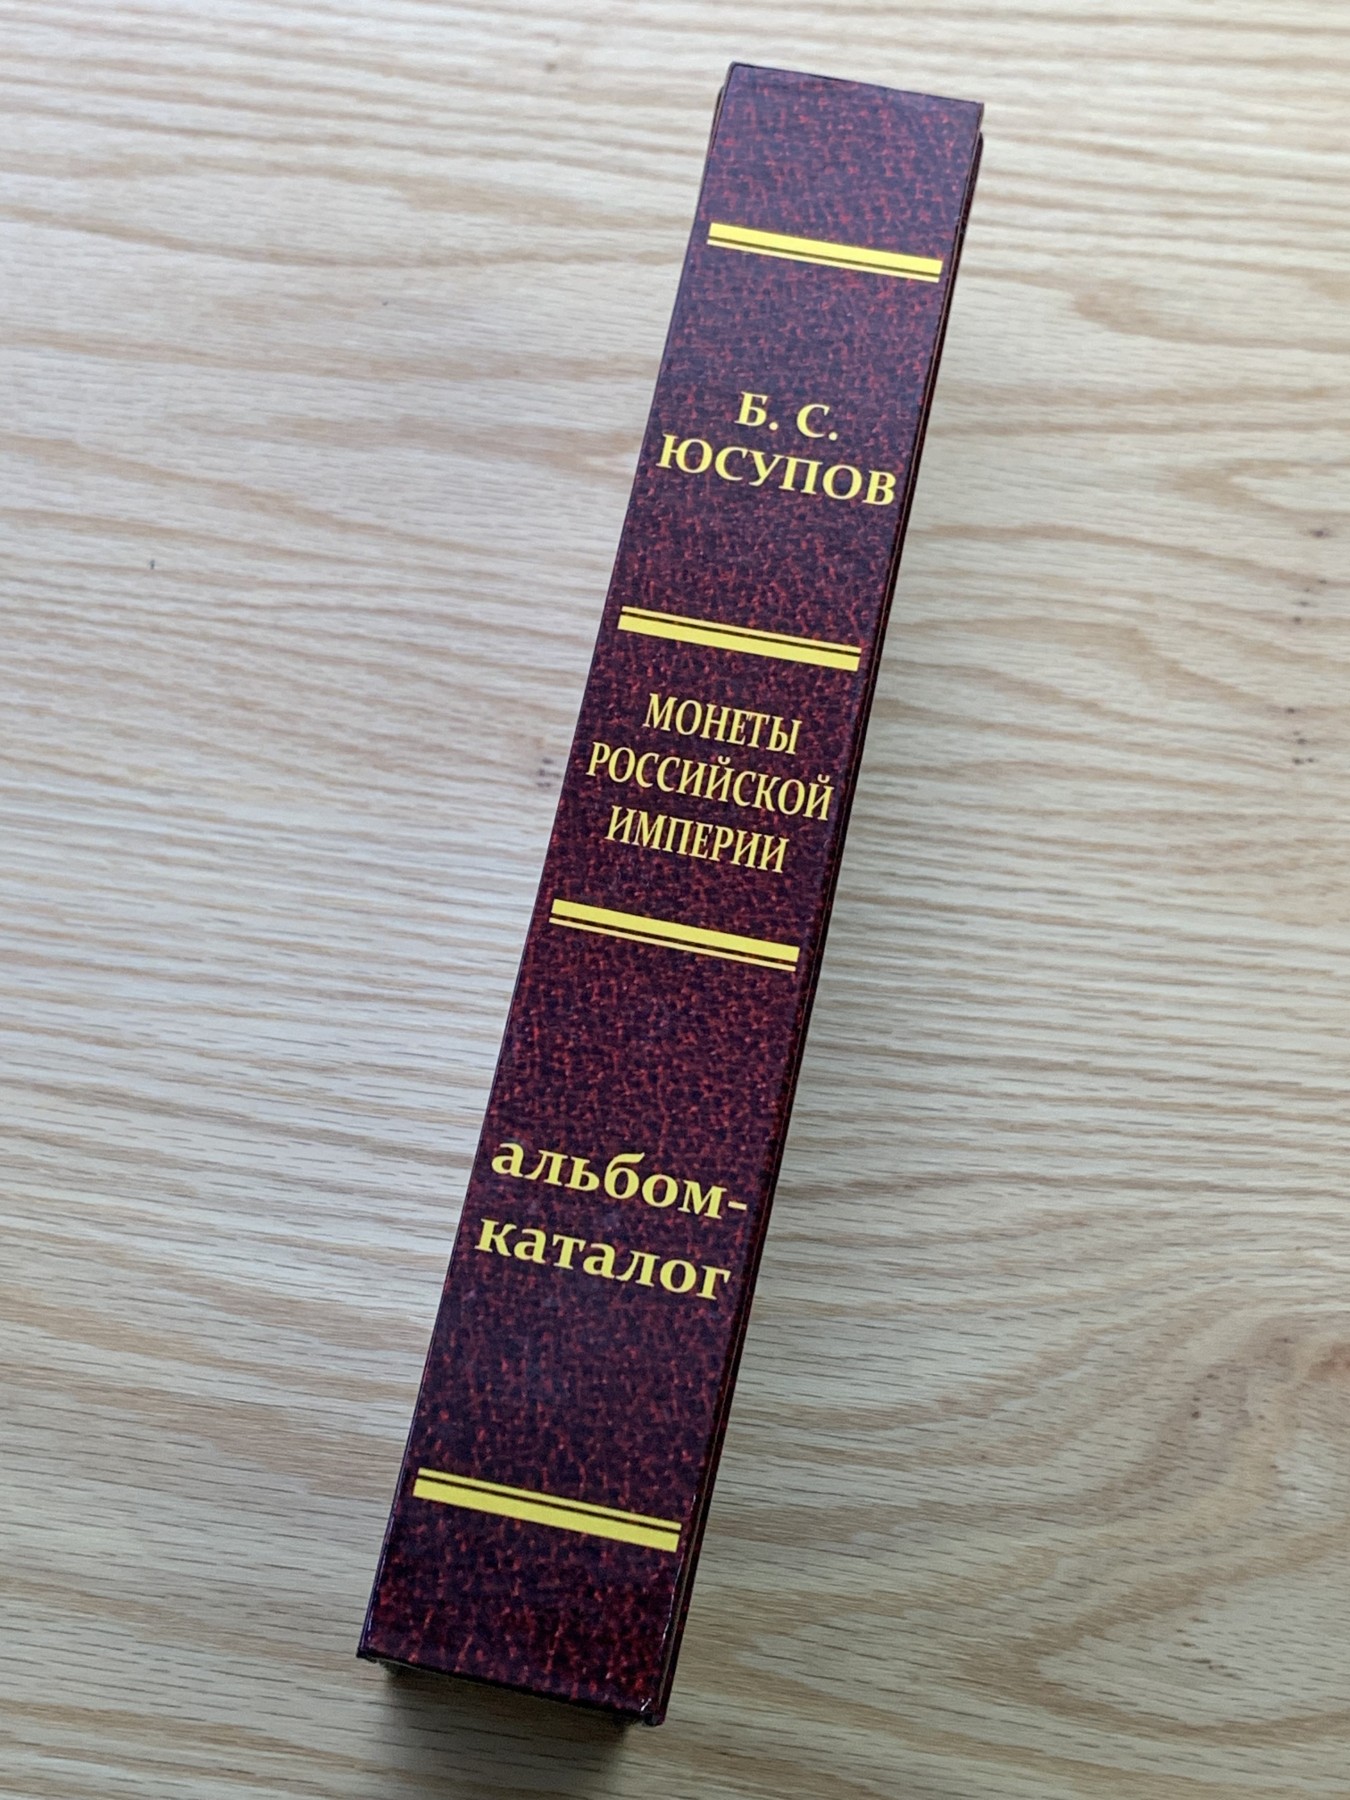 Б. С.
ЮСУПОВ
МОНЕТЫ
РОССИЙСКОЙ
ИМПЕРИИ
альбом-
каталог